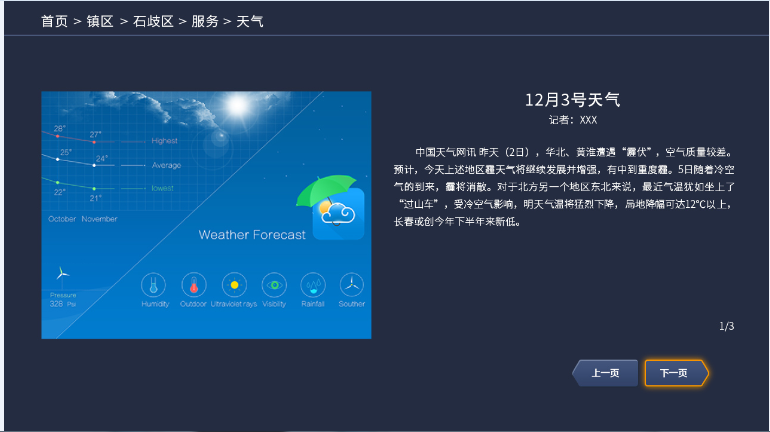 首页 > 镇区 > 石歧区 > 服务 > 天气
28°
27°
Highest
25°
24°
Average
22°
21°
lowest
October November
Weather Forecast
Pressure
328 Psi
Humidity Outdoor Ultraviolet rays Visibility Rainfall Souther
12月3号天气
记者：XXX
中国天气网讯 昨天（2日），华北、黄淮遭遇“霾伏”，空气质量较差。
预计，今天上述地区霾天气将继续发展并增强，有中到重度霾。5日随着冷空
气的到来，霾将消散。对于北方另一个地区东北来说，最近气温犹如坐上了
“过山车”，受冷空气影响，明天气温将猛烈下降，局地降幅可达12℃以上，
长春或创今年下半年来新低。
1/3
上一页 下一页